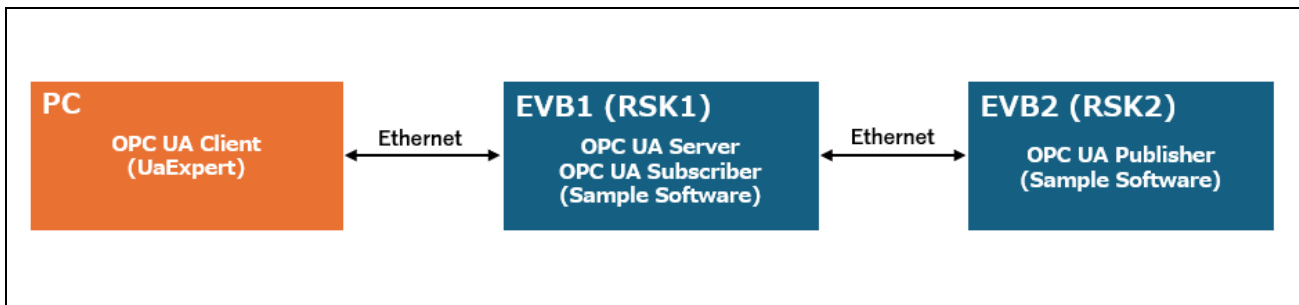 PC
OPC UA Client
(UaExpert)
Ethernet
EVB1 (RSK1)
OPC UA Server
OPC UA Subscriber
(Sample Software)
Ethernet
EVB2 (RSK2)
OPC UA Publisher
(Sample Software)